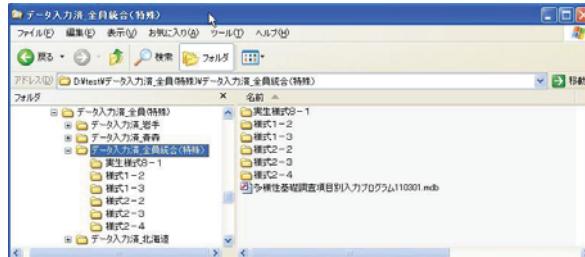 データ入力済_全員統合(特殊)
ファイル(F) 編集(E) 表示(V) お気に入り(A) ツール(T) ヘルプ(H)
戻る 検索 フォルダ
アドレス(D) D:¥test¥データ入力済_全員(特殊)¥データ入力済_全員統合(特殊) 移動
フォルダ × 名前
データ入力済_全員(特殊)
データ入力済_岩手
データ入力済_青森
データ入力済_全員統合(特殊)
実生様式8-1
様式1-2
様式1-3
様式2-2
様式2-3
様式2-4
データ入力済_北海道
実生様式8-1
様式1-2
様式1-3
様式2-2
様式2-3
様式2-4
多様性基礎調査項目別入力プログラム110301.mdb